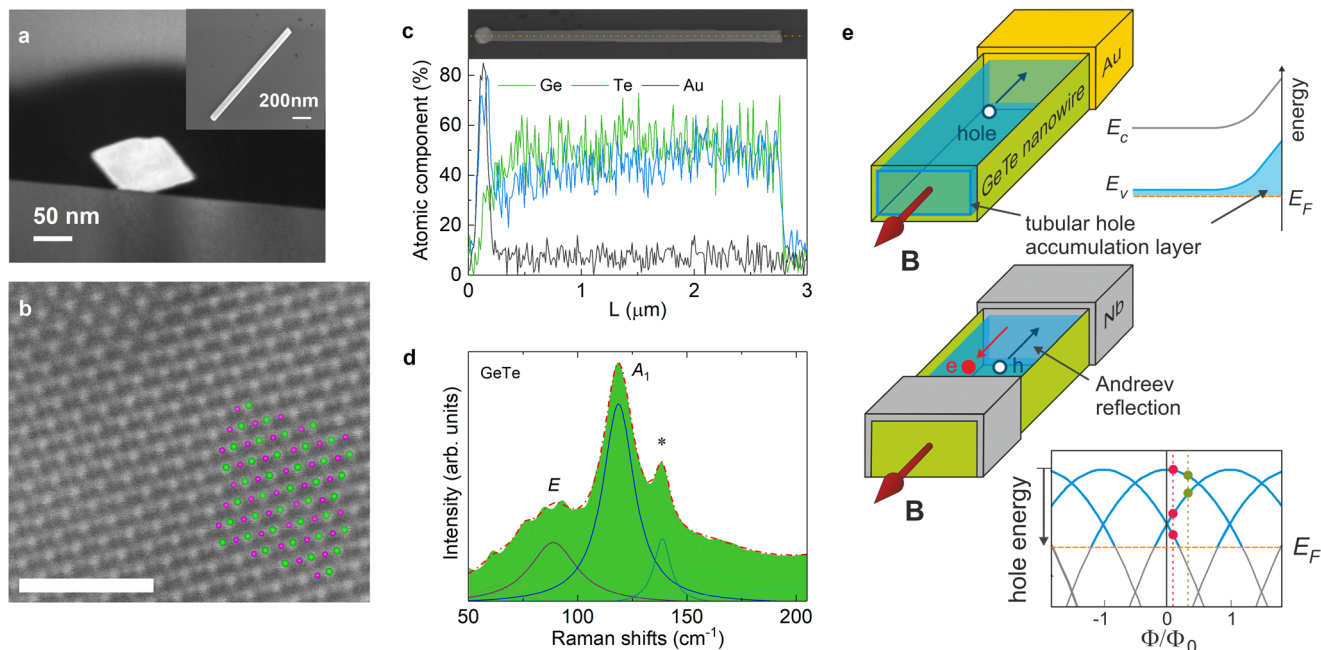 a
200nm
50 nm
b
c
Atomic component (%)
80
60
40
20
0
Ge
Te
Au
0
1
2
3
L (μm)
d
GeTe
A1
*
E
Intensity (arb. units)
50
100
150
200
Raman shifts (cm-1)
e
Au
hole
GeTe nanowire
B
Ec
Ev
energy
EF
tubular hole
accumulation layer
Nb
e
h
Andreev
reflection
B
hole energy
EF
-1
0
1
Φ/Φ0